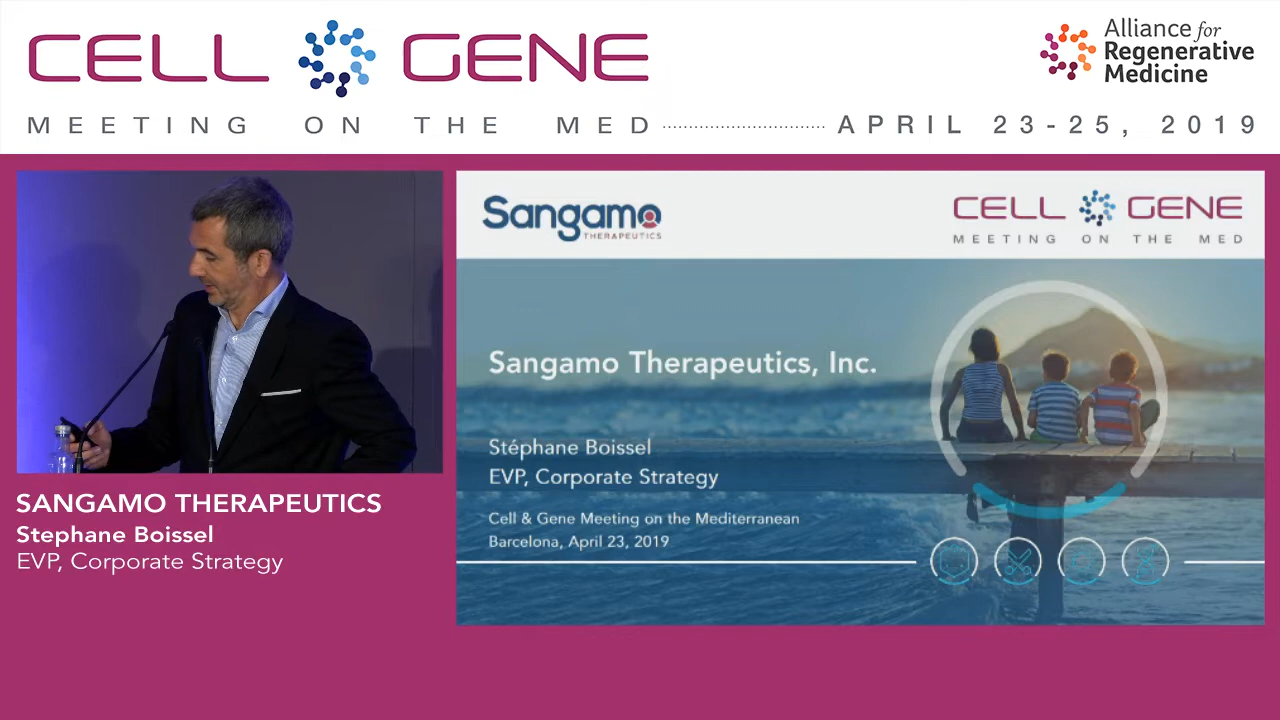 CELL GENE
MEETING ON THE MED
APRIL 23-25, 2019
Alliance for
Regenerative
Medicine
SANGAMO THERAPEUTICS
Stephane Boissel
EVP, Corporate Strategy
Sangamo
THERAPEUTICS
CELL GENE
MEETING ON THE MED
Sangamo Therapeutics, Inc.
Stéphane Boissel
EVP, Corporate Strategy
Cell & Gene Meeting on the Mediterranean
Barcelona, April 23, 2019